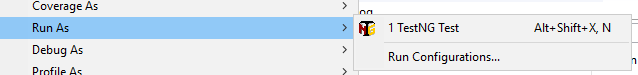 Coverage As
Run As
1 TestNG Test Alt+Shift+X, N
Debug As
Run Configurations...
Profile As